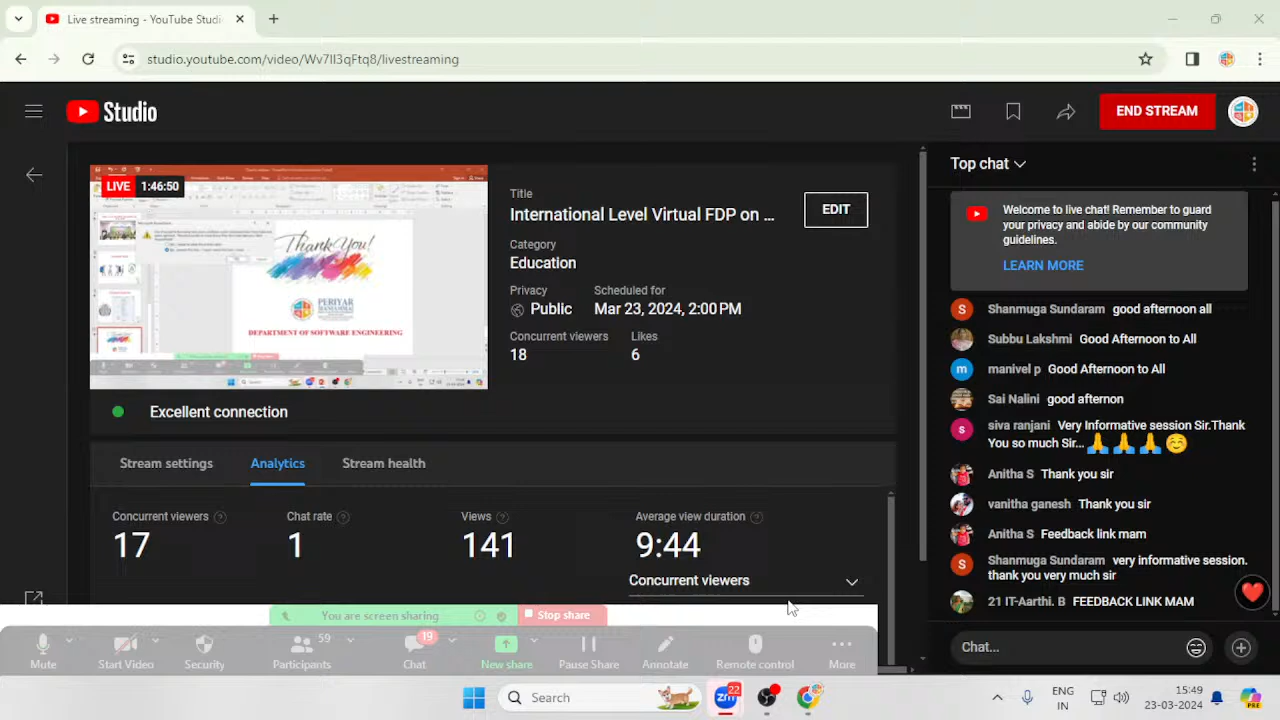 Live streaming - YouTube Studi
studio.youtube.com/video/Wv7lI3qFtq8/livestreaming
Studio
END STREAM
LIVE 1:46:50
Thank You!
PERIYAR
MANIAMMAI
DEPARTMENT OF SOFTWARE ENGINEERING
Title
International Level Virtual FDP on ...
EDIT
Category
Education
Privacy
Public
Scheduled for
Mar 23, 2024, 2:00 PM
Concurrent viewers
18
Likes
6
Excellent connection
Stream settings
Analytics
Stream health
Concurrent viewers
17
Chat rate
1
Views
141
Average view duration
9:44
Concurrent viewers
Top chat
Welcome to live chat! Remember to guard
your privacy and abide by our community
guidelines.
LEARN MORE
Shanmuga Sundaram good afternoon all
Subbu Lakshmi Good Afternoon to All
manivel p Good Afternoon to All
Sai Nalini good afternon
siva ranjani Very Informative session Sir.Thank
You so much Sir...🙏🙏🙏☺️
Anitha S Thank you sir
vanitha ganesh Thank you sir
Anitha S Feedback link mam
Shanmuga Sundaram very informative session.
thank you very much sir
21 IT-Aarthi. B FEEDBACK LINK MAM
Chat...
You are screen sharing
Stop share
Mute
Start Video
Security
59
Participants
19
Chat
New share
Pause Share
Annotate
Remote control
More
Search
zm
22
ENG
IN
15:49
23-03-2024
PRE